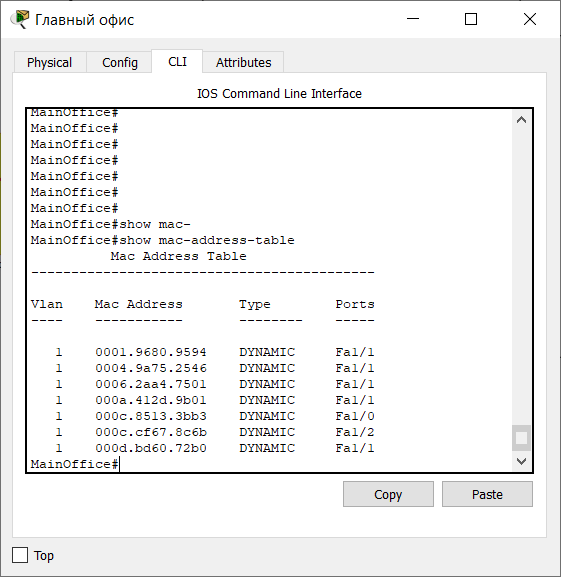 Главный офис
Physical Config CLI Attributes
IOS Command Line Interface
MainOffice#
MainOffice#
MainOffice#
MainOffice#
MainOffice#
MainOffice#
MainOffice#
MainOffice#show mac-
MainOffice#show mac-address-table
Mac Address Table
-------------------------------------------
Vlan Mac Address Type Ports
---- ----------- -------- -----
1 0001.9680.9594 DYNAMIC Fa1/1
1 0004.9a75.2546 DYNAMIC Fa1/1
1 0006.2aa4.7501 DYNAMIC Fa1/1
1 000a.412d.9b01 DYNAMIC Fa1/1
1 000c.8513.3bb3 DYNAMIC Fa1/0
1 000c.cf67.8c6b DYNAMIC Fa1/2
1 000d.bd60.72b0 DYNAMIC Fa1/1
MainOffice#
Copy Paste
Top